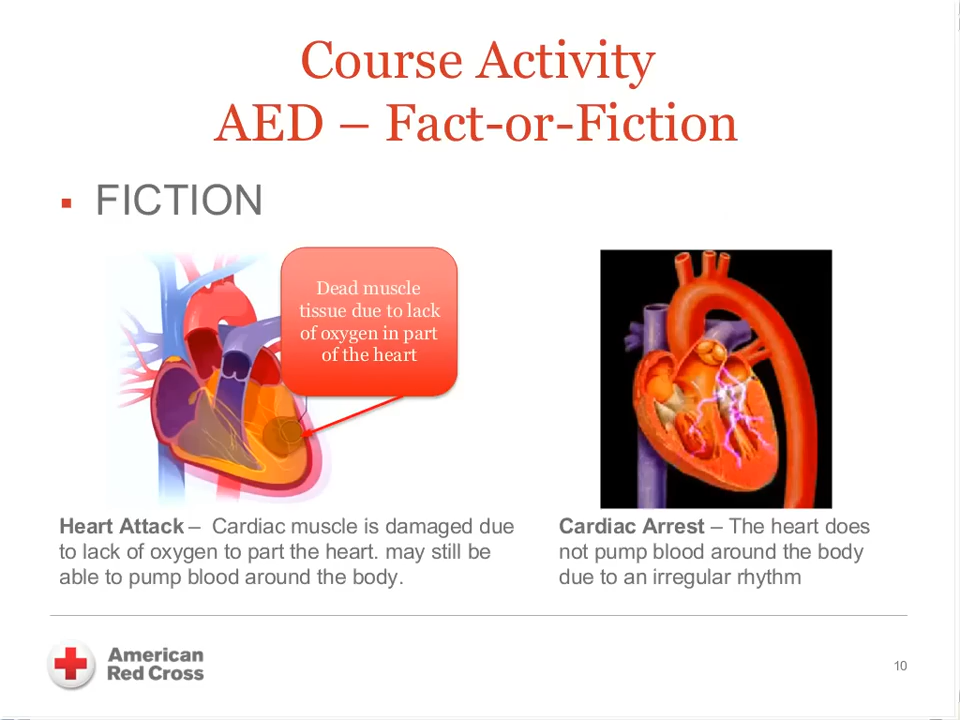 Course Activity
AED – Fact-or-Fiction
▪ FICTION
Dead muscle
tissue due to lack
of oxygen in part
of the heart
Heart Attack – Cardiac muscle is damaged due
to lack of oxygen to part the heart. may still be
able to pump blood around the body.
Cardiac Arrest – The heart does
not pump blood around the body
due to an irregular rhythm
American
Red Cross
10